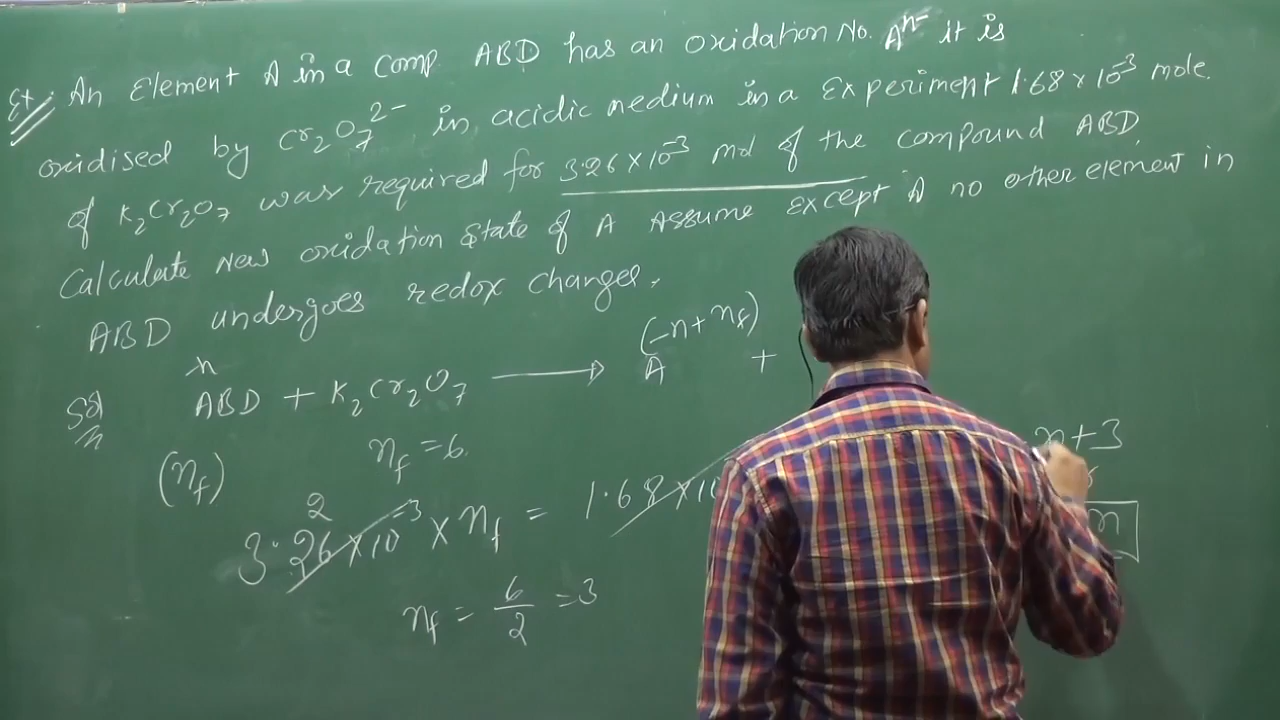 Ex:. An Element A in a comp. ABD has an oxidation No. Aⁿ⁻ it is
oxidised by Cr₂O₇²⁻ in acidic medium in a Experiment 1.68 × 10⁻³ mole.
of K₂Cr₂O₇ was required for 3.26 × 10⁻³ mol of the compound ABD
Calculate New oxidation state of A Assume except A no other element in
ABD undergoes redox changes.
n (-n + nf)
Sol ABD + K₂Cr₂O₇ → A +
(nf) nf = 6
n + 3
2
3.26 × 10⁻³ × nf = 1.68 × 10
n
nf = 6/2 = 3